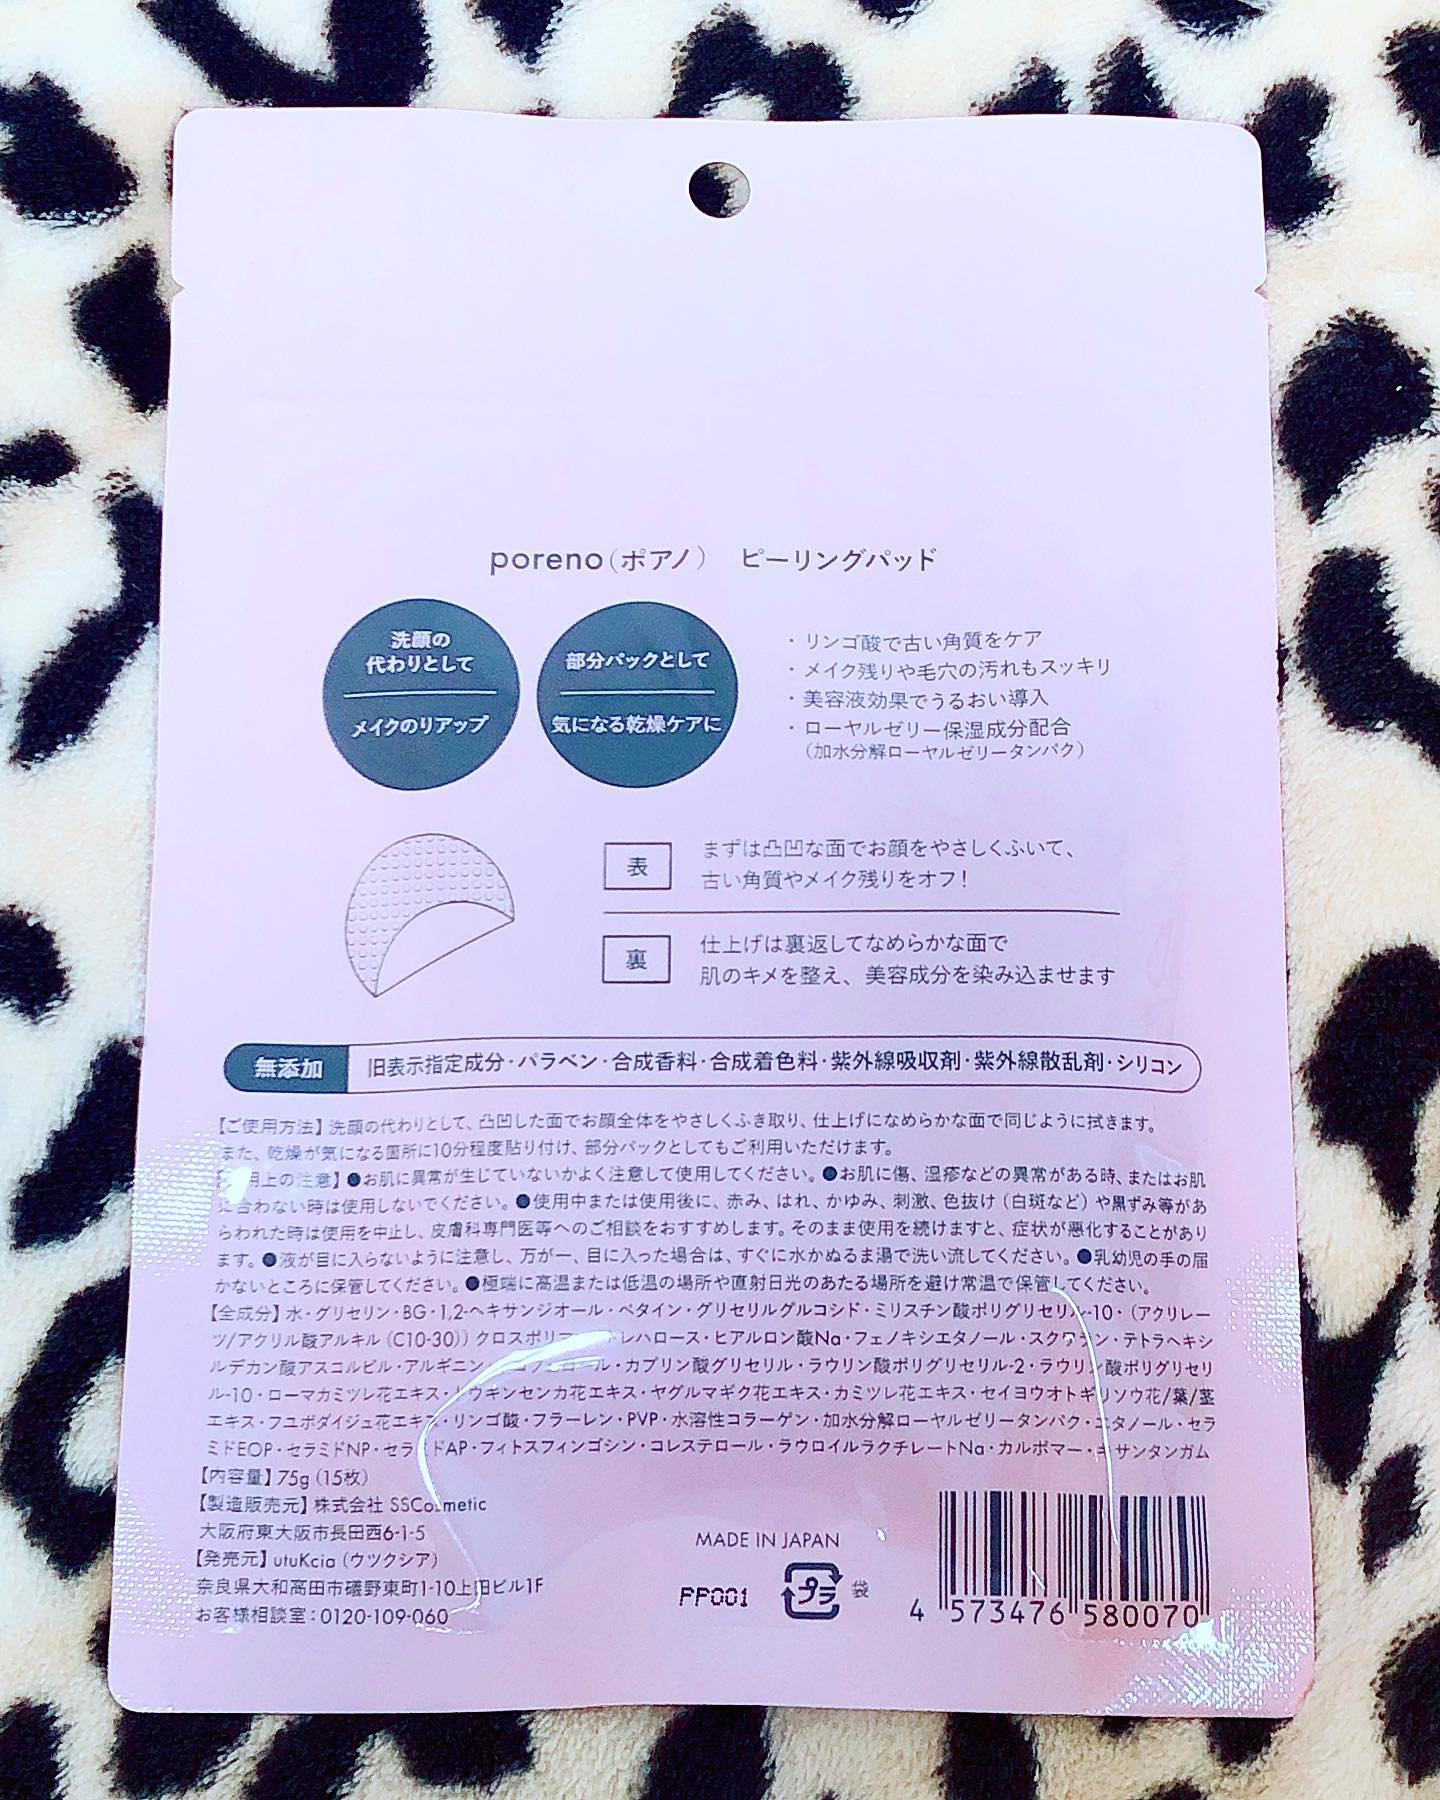 poreno（ポアノ） ピーリングパッド
洗顔の
代わりとして
メイクのリアップ
部分パックとして
気になる乾燥ケアに
・リンゴ酸で古い角質をケア
・メイク残りや毛穴の汚れもスッキリ
・美容液効果でうるおい導入
・ローヤルゼリー保湿成分配合
（加水分解ローヤルゼリータンパク）
表
まずは凸凹な面でお顔をやさしくふいて、
古い角質やメイク残りをオフ！
裏
仕上げは裏返してなめらかな面で
肌のキメを整え、美容成分を染み込ませます
無添加 旧表示指定成分・パラベン・合成香料・合成着色料・紫外線吸収剤・紫外線散乱剤・シリコン
【ご使用方法】洗顔の代わりとして、凸凹した面でお顔全体をやさしくふき取り、仕上げになめらかな面で同じように拭きます。
また、乾燥が気になる箇所に10分程度貼り付け、部分パックとしてもご利用いただけます。
用上の注意】●お肌に異常が生じていないかよく注意して使用してください。●お肌に傷、湿疹などの異常がある時、またはお肌
に合わない時は使用しないでください。●使用中または使用後に、赤み、はれ、かゆみ、刺激、色抜け（白斑など）や黒ずみ等があ
らわれた時は使用を中止し、皮膚科専門医等へのご相談をおすすめします。そのまま使用を続けますと、症状が悪化することがあり
ます。●液が目に入らないように注意し、万が一、目に入った場合は、すぐに水かぬるま湯で洗い流してください。●乳幼児の手の届
かないところに保管してください。●極端に高温または低温の場所や直射日光のあたる場所を避け常温で保管してください。
【全成分】水・グリセリン・BG・1,2-ヘキサンジオール・ベタイン・グリセリルグルコシド・ミリスチン酸ポリグリセリル-10・（アクリレー
ツ/アクリル酸アルキル（C10-30））クロスポリマー・トレハロース・ヒアルロン酸Na・フェノキシエタノール・スクワラン・テトラヘキシ
ルデカン酸アスコルビル・アルギニン・トコフェロール・カプリン酸グリセリル・ラウリン酸ポリグリセリル-2・ラウリン酸ポリグリセリ
ル-10・ローマカミツレ花エキス・トウキンセンカ花エキス・ヤグルマギク花エキス・カミツレ花エキス・セイヨウオトギリソウ花/葉/茎
エキス・フユボダイジュ花エキス・リンゴ酸・フラーレン・PVP・水溶性コラーゲン・加水分解ローヤルゼリータンパク・エタノール・セラ
ミドEOP・セラミドNP・セラミドAP・フィトスフィンゴシン・コレステロール・ラウロイルラクチレートNa・カルボマー・キサンタンガム
【内容量】75g（15枚）
【製造販売元】株式会社 SSCosmetic
大阪府東大阪市長田西6-1-5
【発売元】utuKcia（ウツクシア）
奈良県大和高田市礒野東町1-10上田ビル1F
お客様相談室：0120-109-060
MADE IN JAPAN
PP001
プラ 袋
4 573476 580070